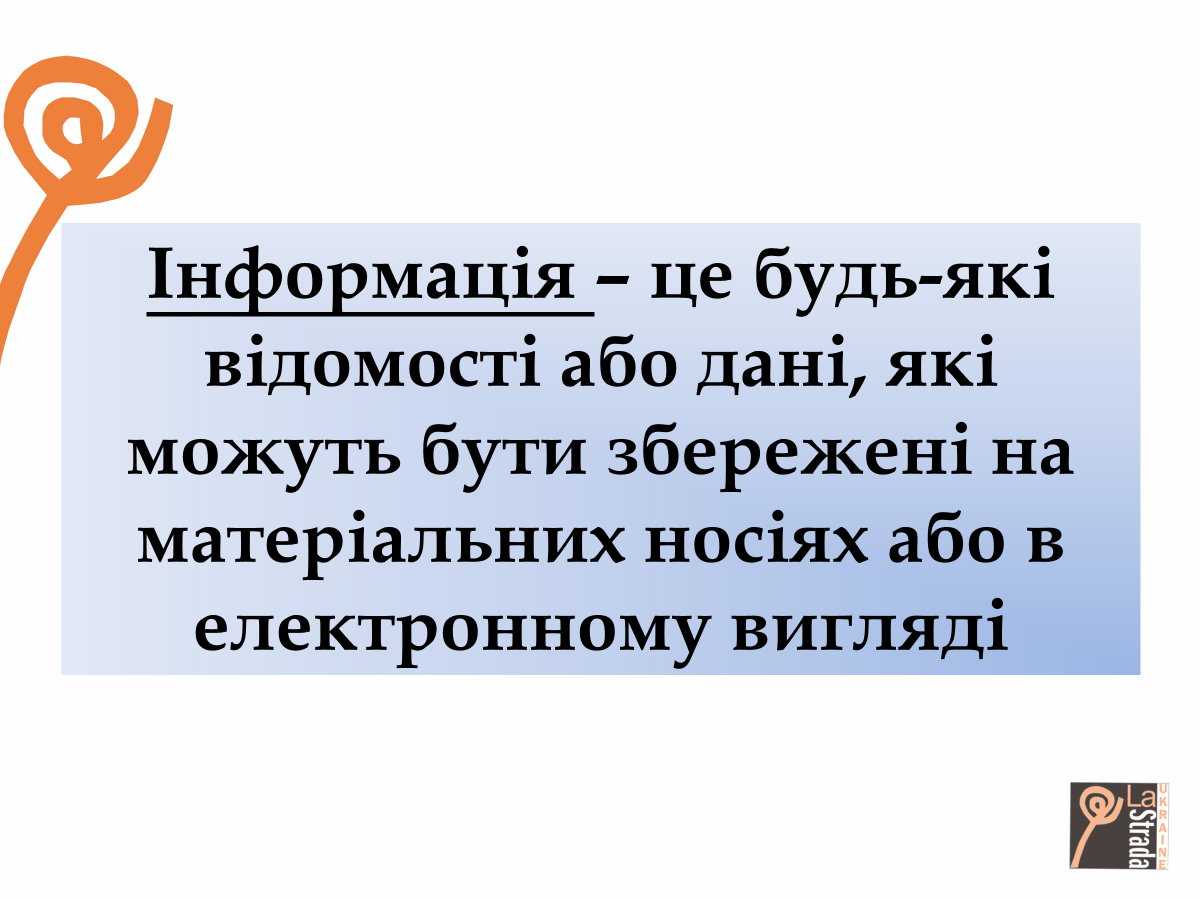 Інформація – це будь-які
відомості або дані, які
можуть бути збережені на
матеріальних носіях або в
електронному вигляді
La
Strada
UKRAINE